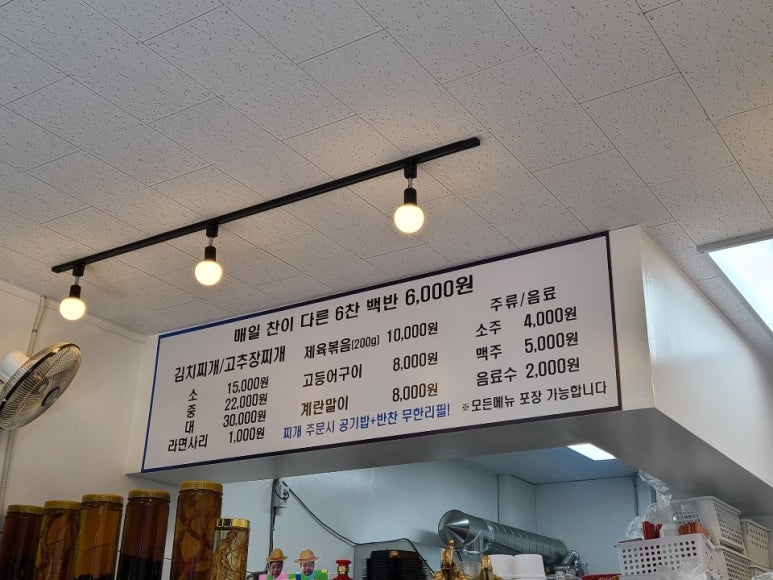 매일 찬이 다른 6찬 백반 6,000원
김치찌개/고추장찌개
소 15,000원
중 22,000원
대 30,000원
라면사리 1,000원
제육볶음(200g) 10,000원
고등어구이 8,000원
계란말이 8,000원
찌개 주문시 공기밥+반찬 무한리필!
주류/음료
소주 4,000원
맥주 5,000원
음료수 2,000원
※모든메뉴 포장 가능합니다